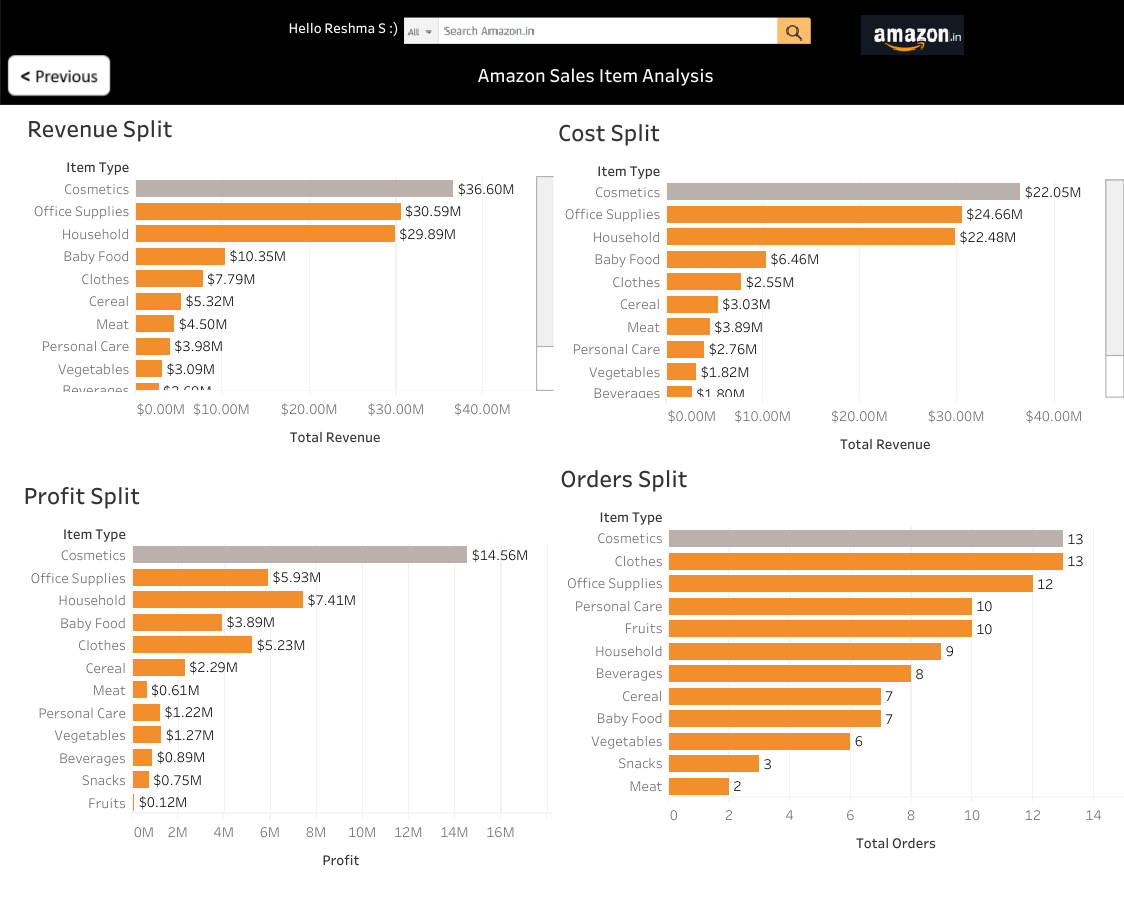 Hello Reshma S :)
All
Search Amazon.in
amazon.in
< Previous
Amazon Sales Item Analysis
Revenue Split
Item Type
Cosmetics $36.60M
Office Supplies $30.59M
Household $29.89M
Baby Food $10.35M
Clothes $7.79M
Cereal $5.32M
Meat $4.50M
Personal Care $3.98M
Vegetables $3.09M
Beverages
$0.00M $10.00M $20.00M $30.00M $40.00M
Total Revenue
Cost Split
Item Type
Cosmetics $22.05M
Office Supplies $24.66M
Household $22.48M
Baby Food $6.46M
Clothes $2.55M
Cereal $3.03M
Meat $3.89M
Personal Care $2.76M
Vegetables $1.82M
Beverages $1.80M
$0.00M $10.00M $20.00M $30.00M $40.00M
Total Revenue
Profit Split
Item Type
Cosmetics $14.56M
Office Supplies $5.93M
Household $7.41M
Baby Food $3.89M
Clothes $5.23M
Cereal $2.29M
Meat $0.61M
Personal Care $1.22M
Vegetables $1.27M
Beverages $0.89M
Snacks $0.75M
Fruits $0.12M
0M 2M 4M 6M 8M 10M 12M 14M 16M
Profit
Orders Split
Item Type
Cosmetics 13
Clothes 13
Office Supplies 12
Personal Care 10
Fruits 10
Household 9
Beverages 8
Cereal 7
Baby Food 7
Vegetables 6
Snacks 3
Meat 2
0 2 4 6 8 10 12 14
Total Orders